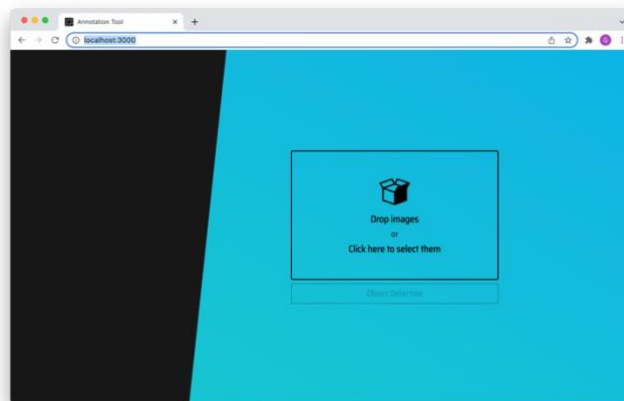 Annotation Tool
localhost:3000
G
Drop images
or
Click here to select them
Object Detection